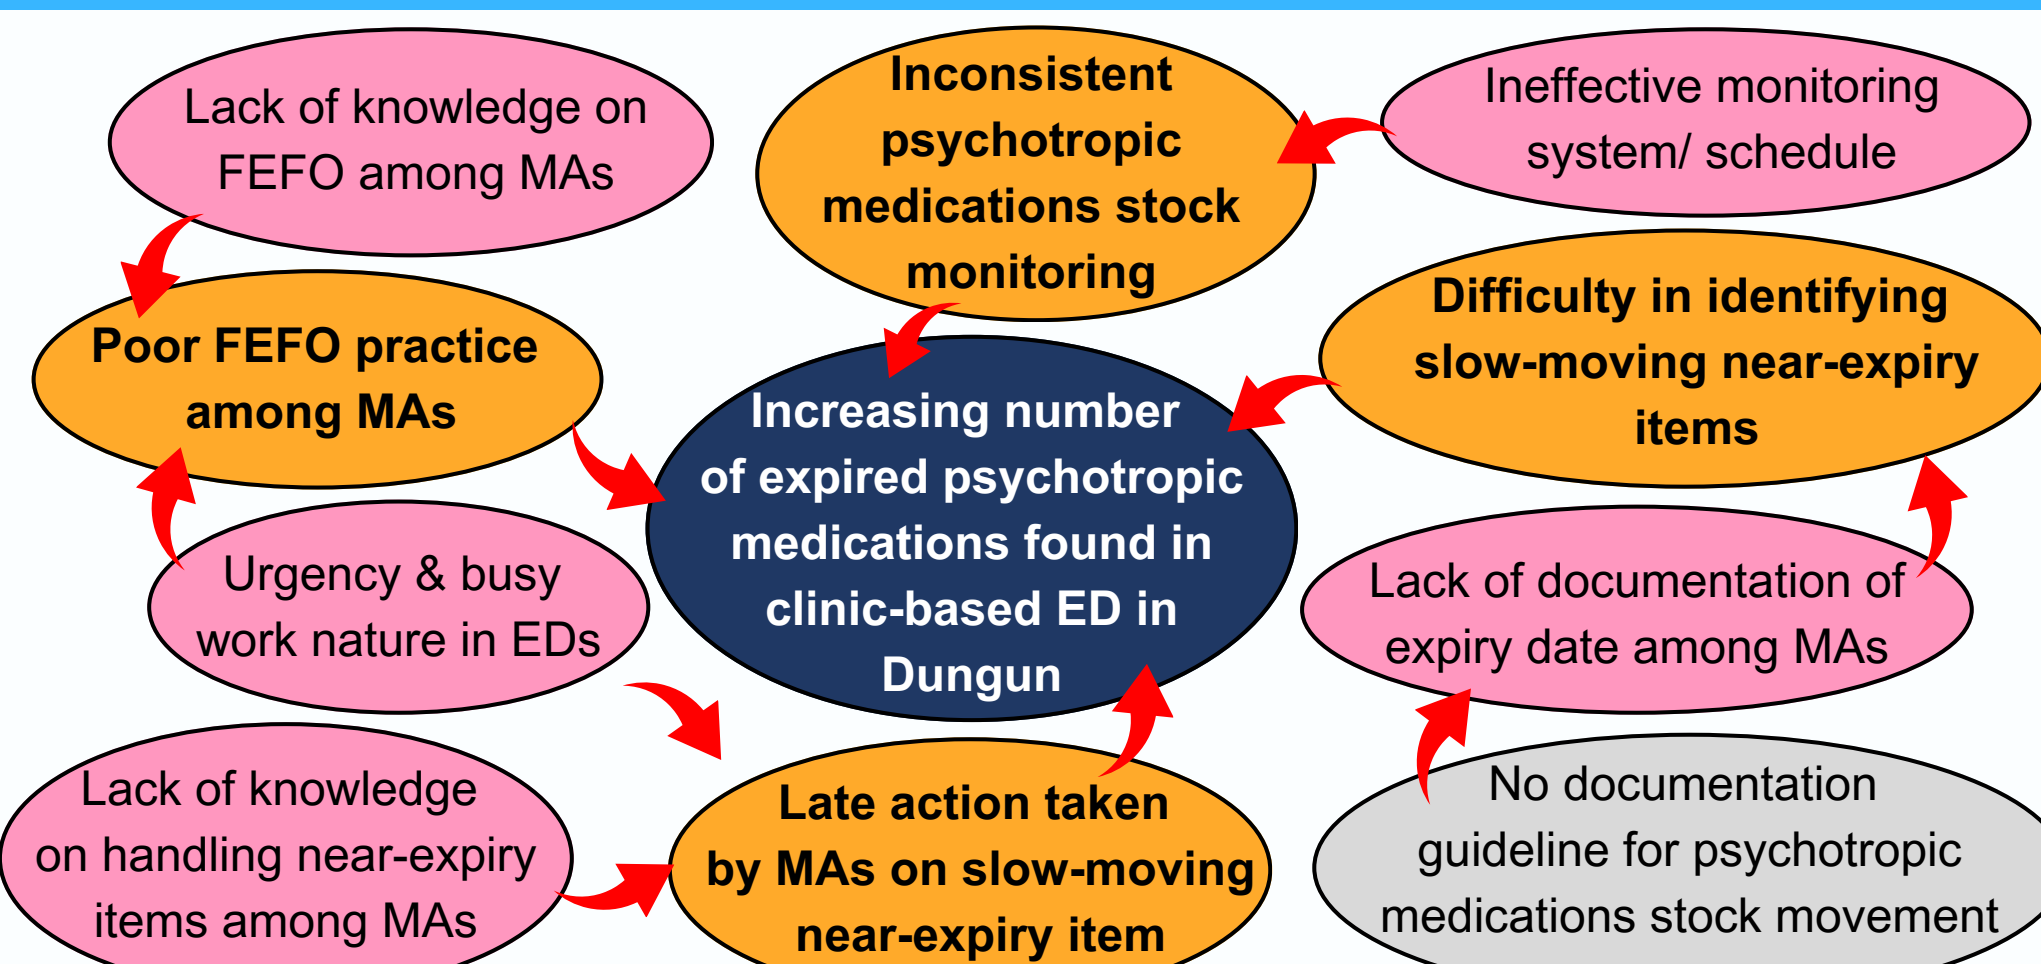 Lack of knowledge on
FEFO among MAs
Inconsistent
psychotropic
medications stock
monitoring
Ineffective monitoring
system/ schedule
Poor FEFO practice
among MAs
Difficulty in identifying
slow-moving near-expiry
items
Increasing number
of expired psychotropic
medications found in
clinic-based ED in
Dungun
Urgency & busy
work nature in EDs
Lack of documentation of
expiry date among MAs
Lack of knowledge
on handling near-expiry
items among MAs
Late action taken
by MAs on slow-moving
near-expiry item
No documentation
guideline for psychotropic
medications stock movement